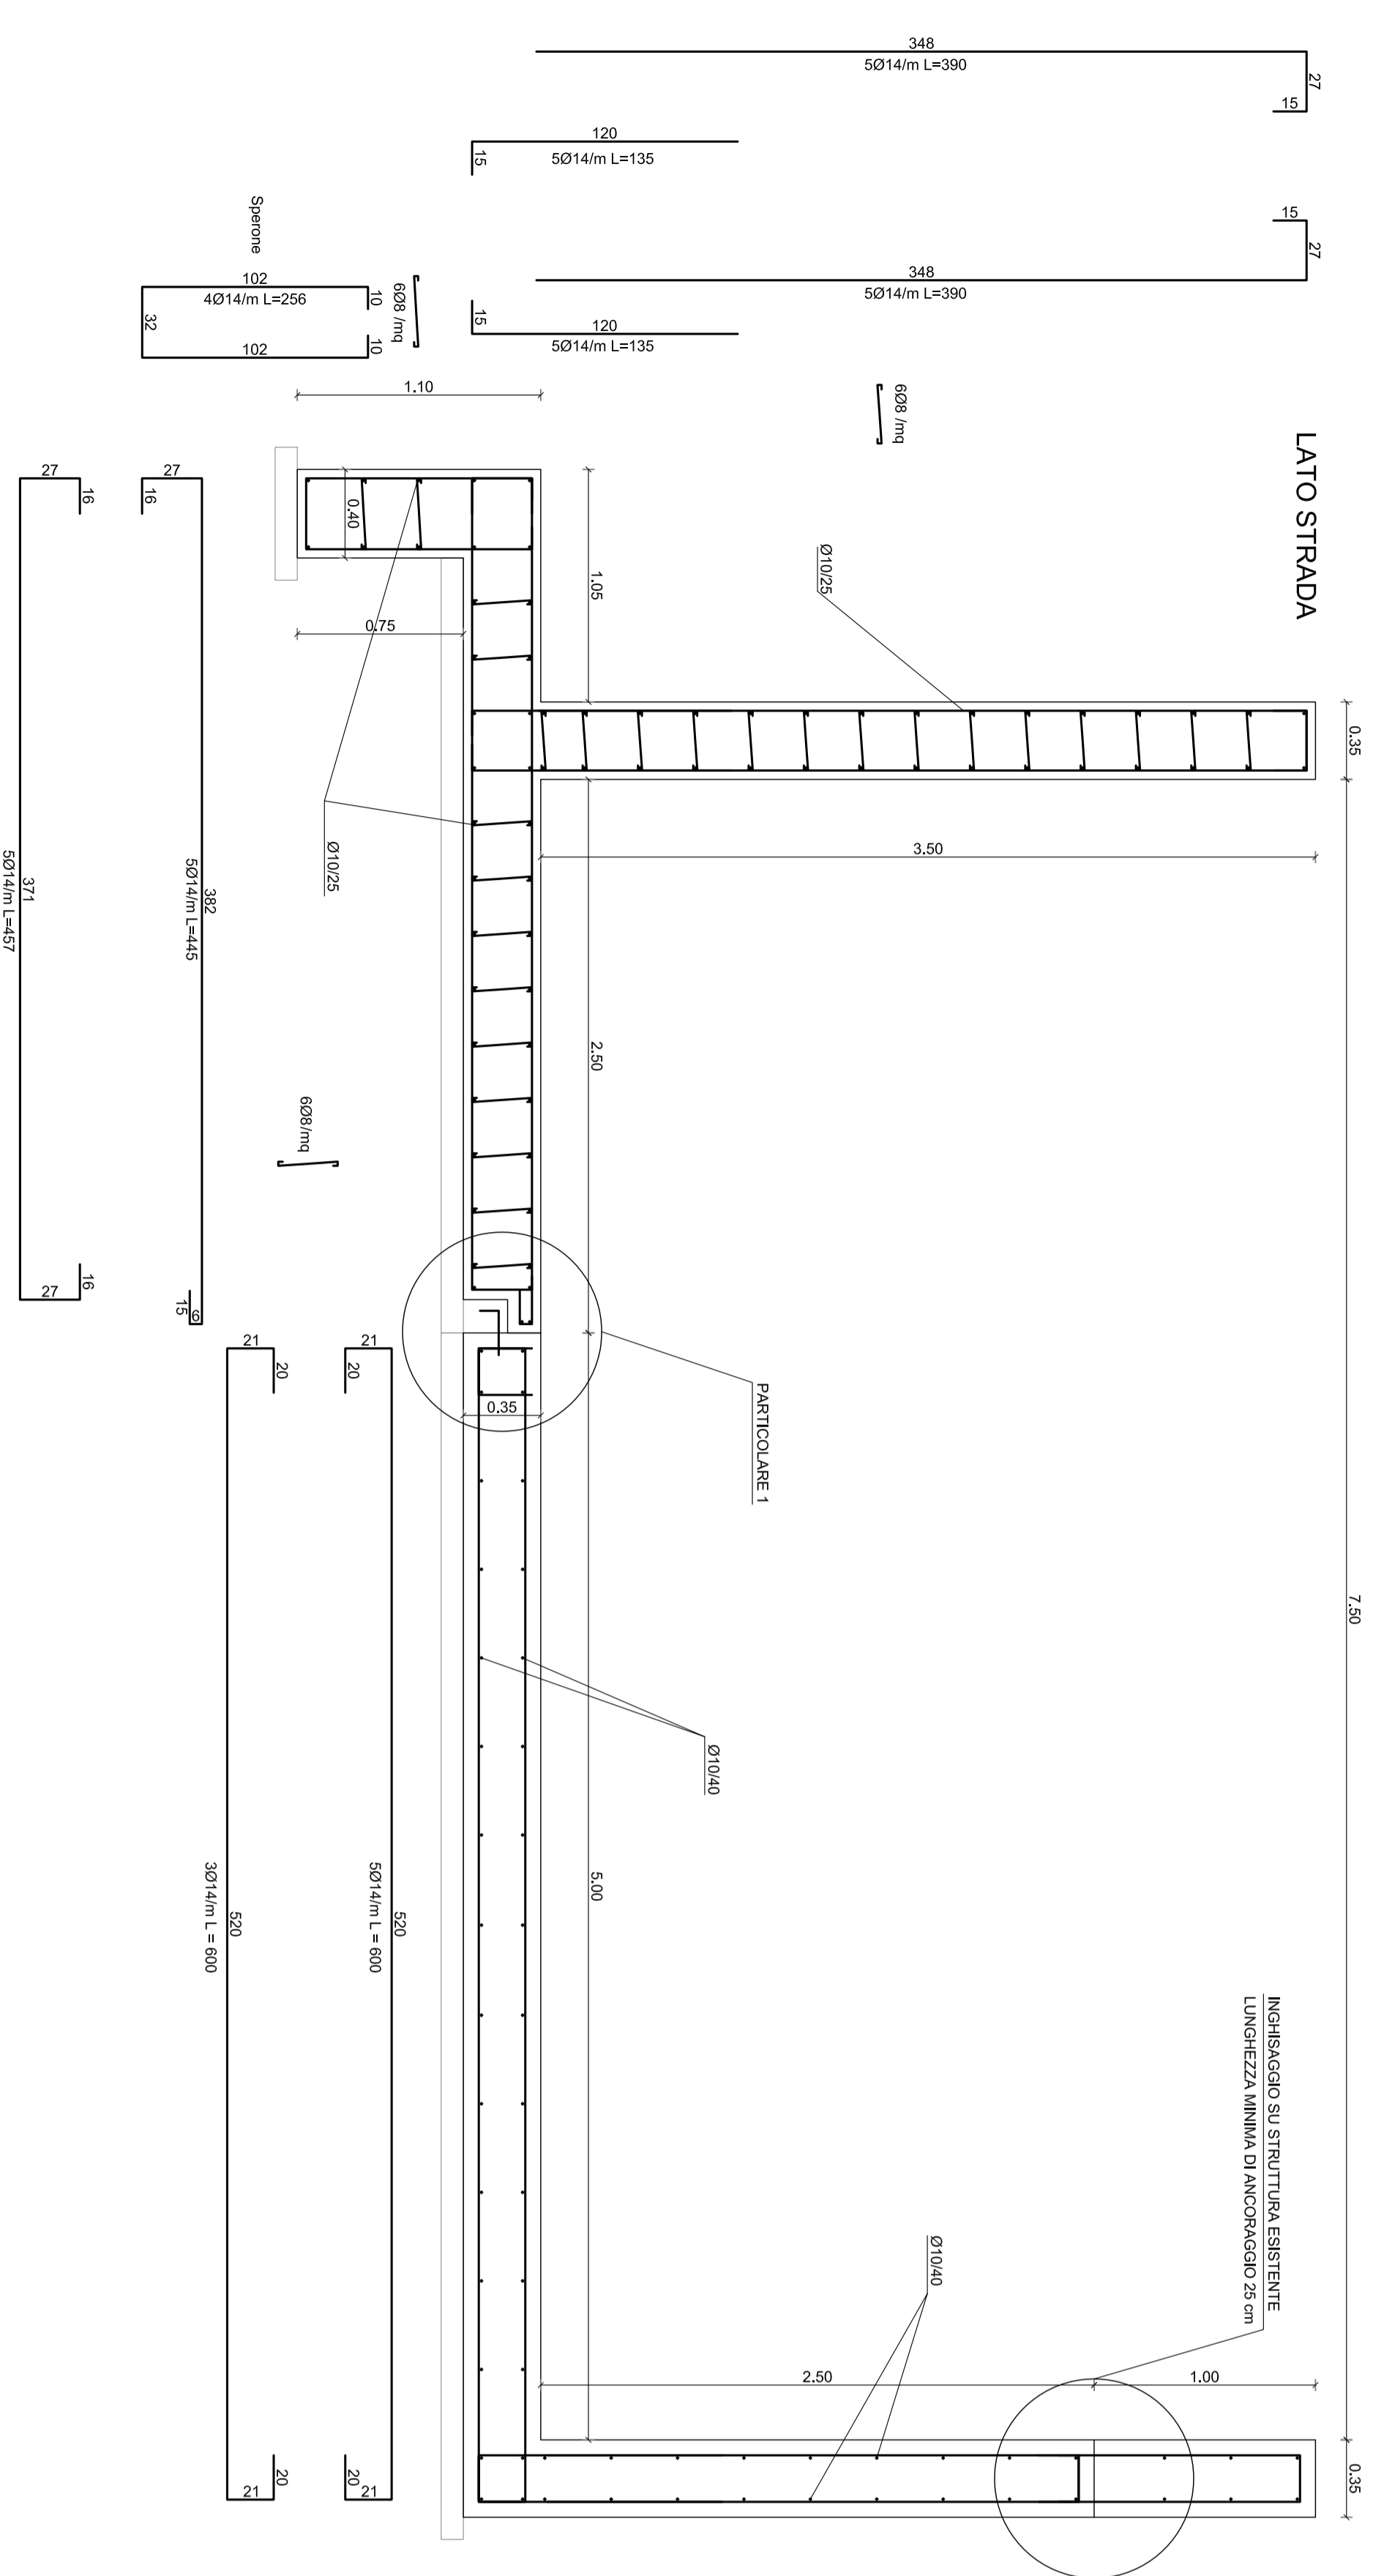 348
5Ø14/m L=390
27
15
120
5Ø14/m L=135
15
15
27
348
5Ø14/m L=390
15
120
5Ø14/m L=135
Sperone
102
4Ø14/m L=256
10
32
102
10
6Ø8 /mq
6Ø8 /mq
LATO STRADA
1.10
0.40
0.75
1.05
Ø10/25
0.35
3.50
Ø10/25
2.50
27
16
27
16
382
5Ø14/m L=445
371
5Ø14/m L=457
6Ø8/mq
16
27
15
6
PARTICOLARE 1
0.35
7.50
21
20
21
20
Ø10/40
5.00
520
5Ø14/m L = 600
520
3Ø14/m L = 600
INGHISAGGIO SU STRUTTURA ESISTENTE
LUNGHEZZA MINIMA DI ANCORAGGIO 25 cm
Ø10/40
2.50
1.00
0.35
20
21
20
21